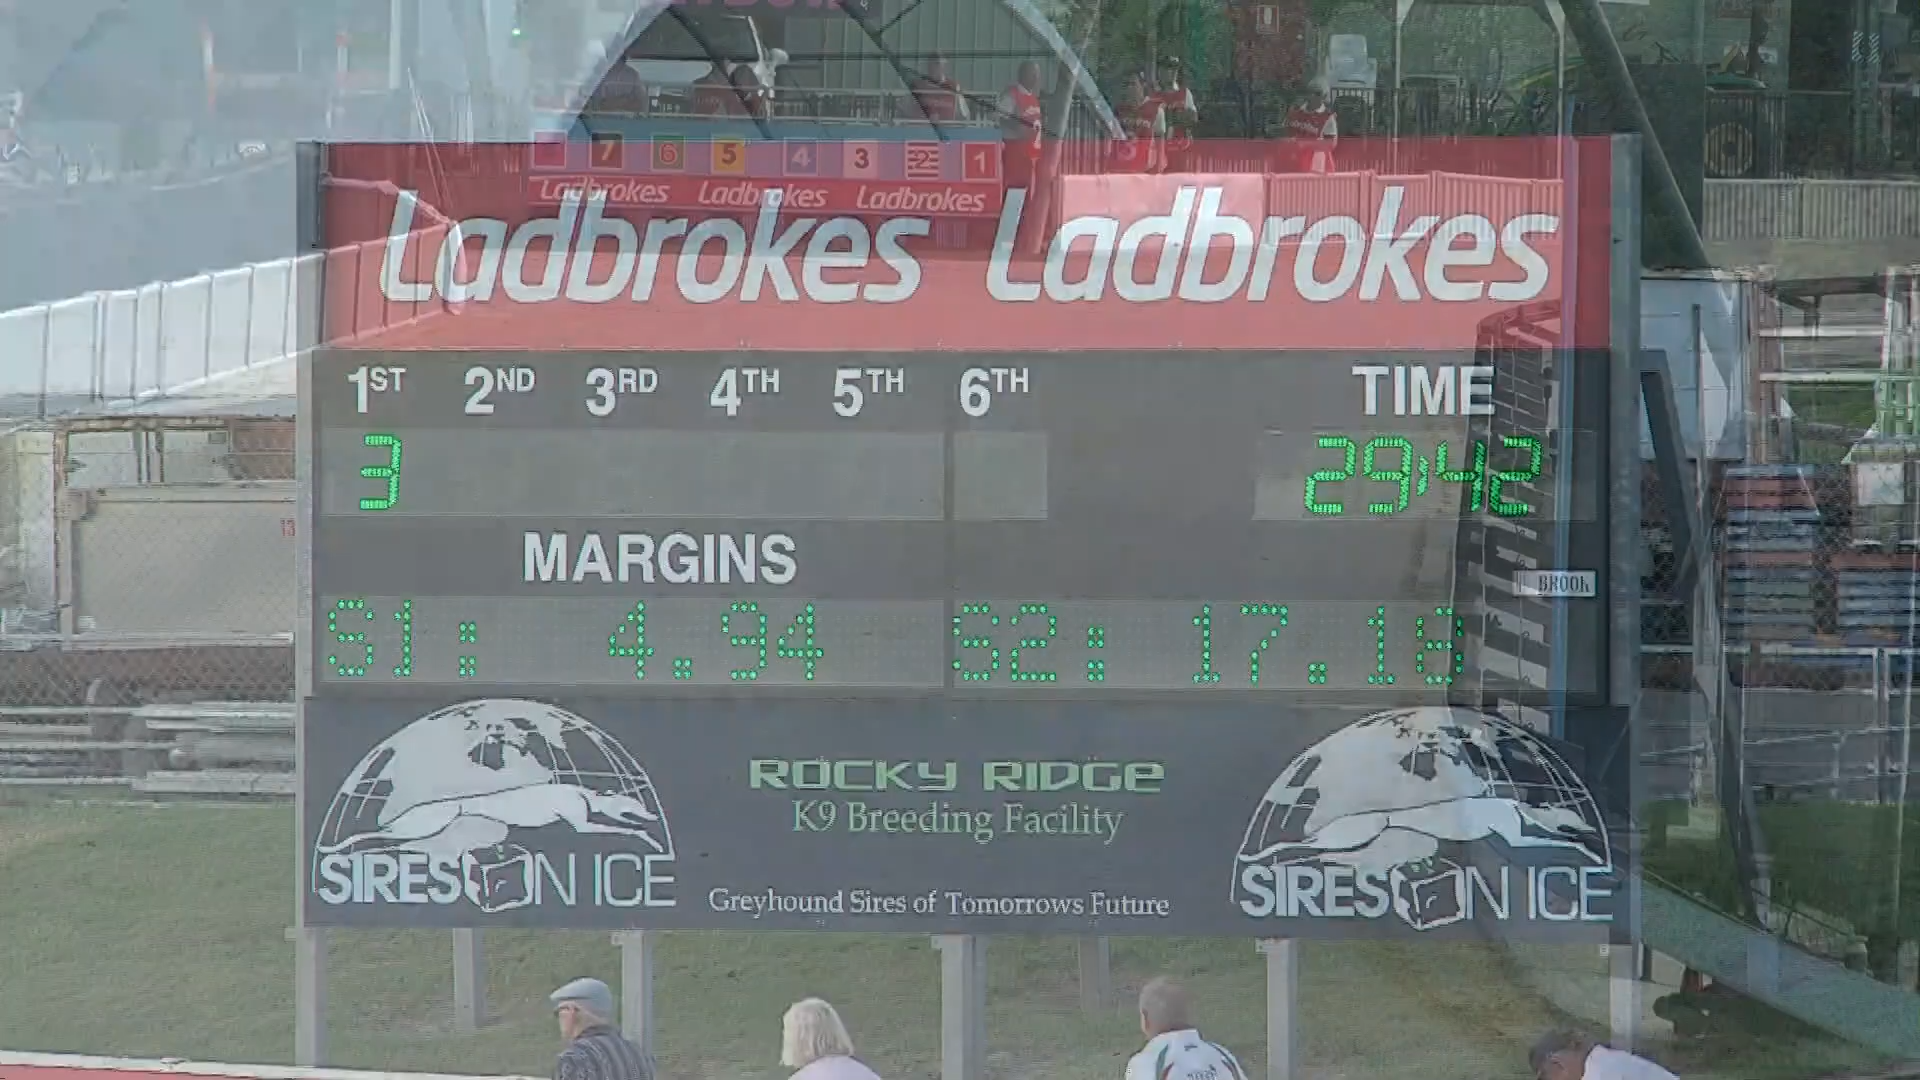 7 6 5 4 3 2 1
Ladbrokes Ladbrokes Ladbrokes
Ladbrokes Ladbrokes
1ST 2ND 3RD 4TH 5TH 6TH TIME
3 29.42
MARGINS
BROOK
S1: 4.94 S2: 17.18
ROCKY RIDGE
K9 Breeding Facility
SIRES ON ICE
Greyhound Sires of Tomorrows Future
SIRES ON ICE